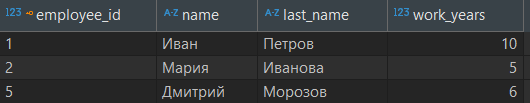 123 employee_id A-Z name A-Z last_name 123 work_years
1 Иван Петров 10
2 Мария Иванова 5
5 Дмитрий Морозов 6